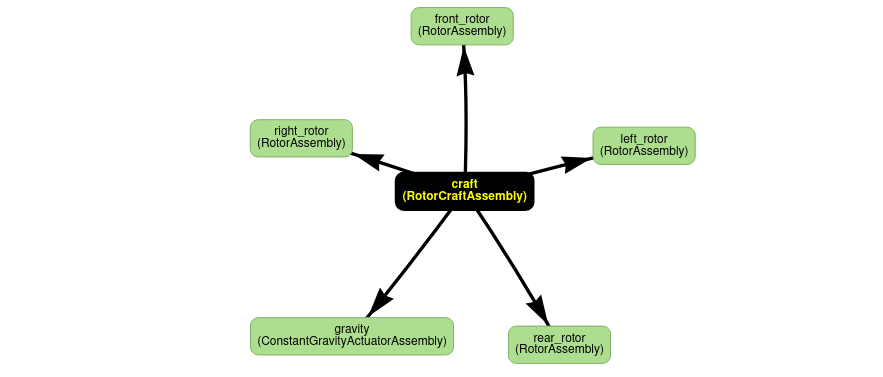 front_rotor
(RotorAssembly)
right_rotor
(RotorAssembly)
left_rotor
(RotorAssembly)
craft
(RotorCraftAssembly)
gravity
(ConstantGravityActuatorAssembly)
rear_rotor
(RotorAssembly)